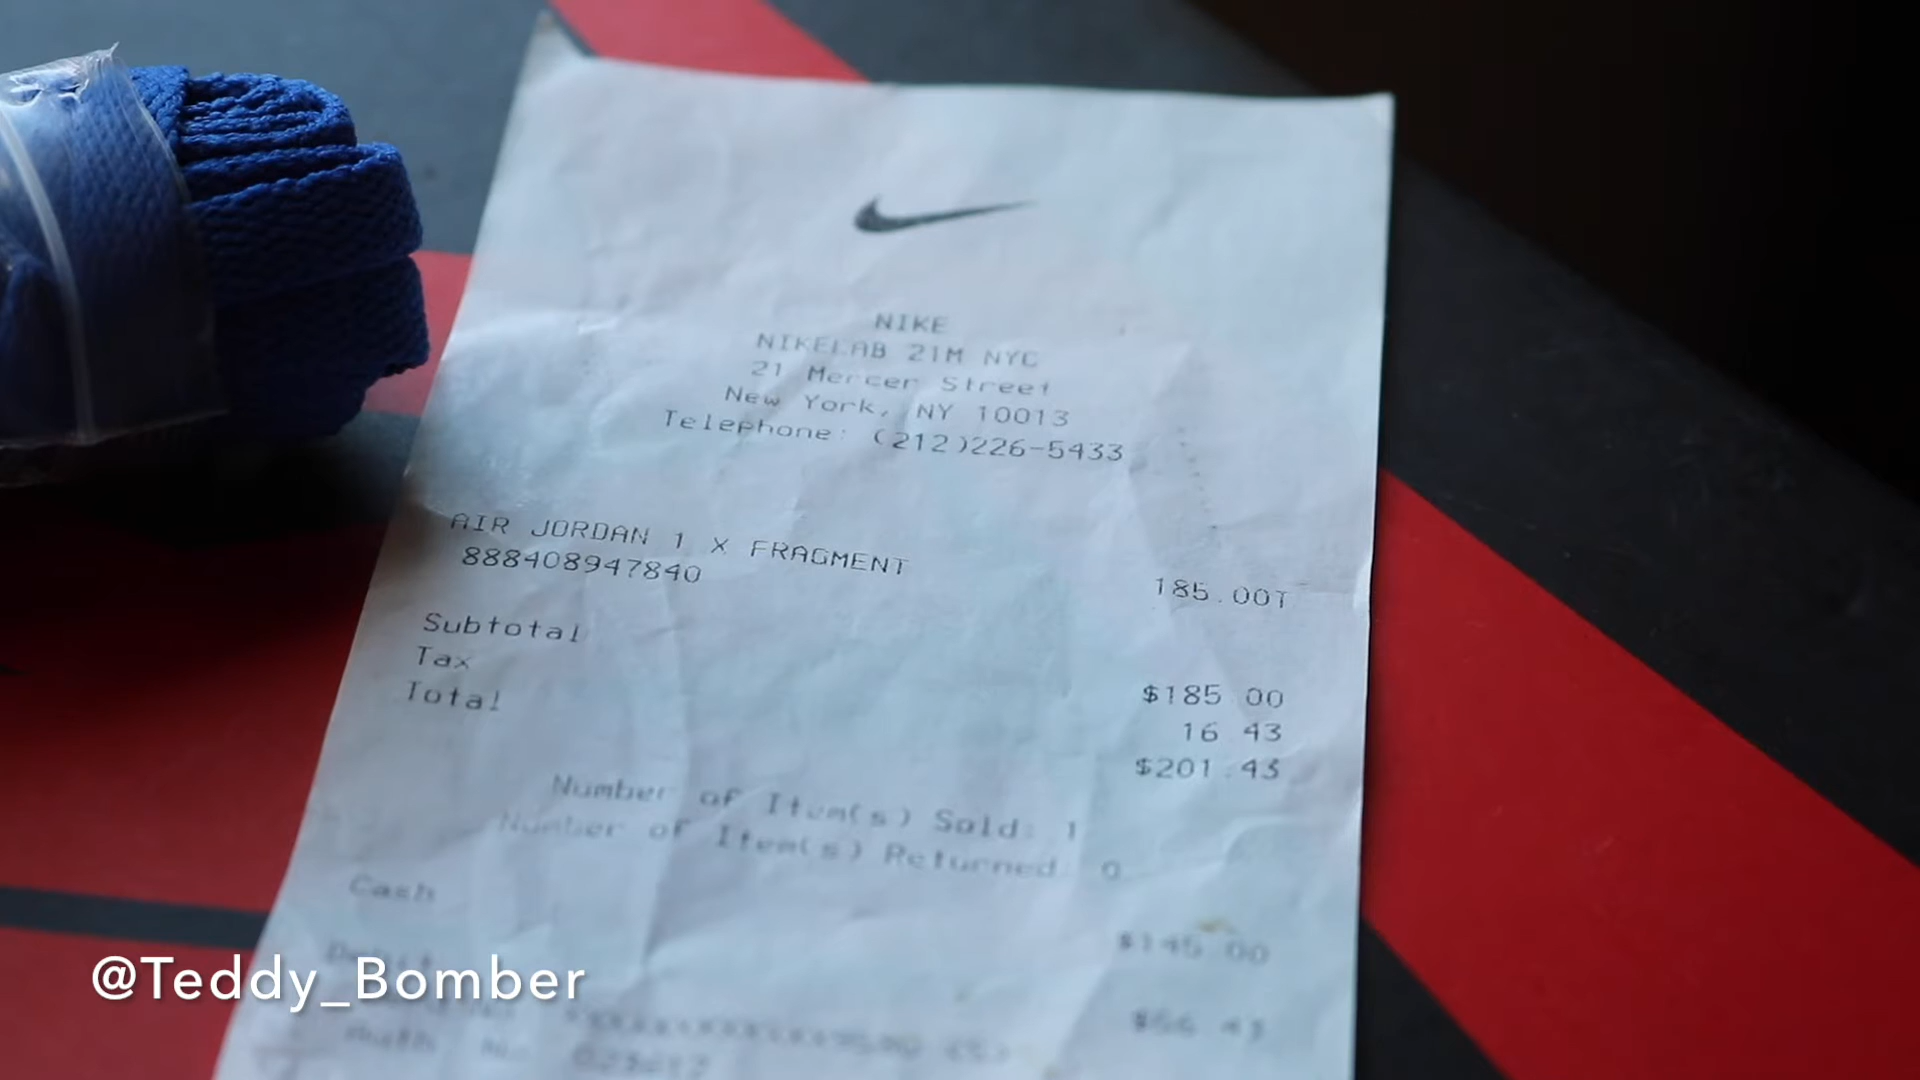 NIKE
NIKELAB 21M NYC
21 Mercer Street
New York, NY 10013
Telephone: (212)226-5433
AIR JORDAN 1 X FRAGMENT
888408947840
185.00T
Subtotal
$185.00
Tax
16.43
Total
$201.43
Number of Item(s) Sold: 1
Number of Item(s) Returned: 0
Cash
$145.00
@Teddy_Bomber